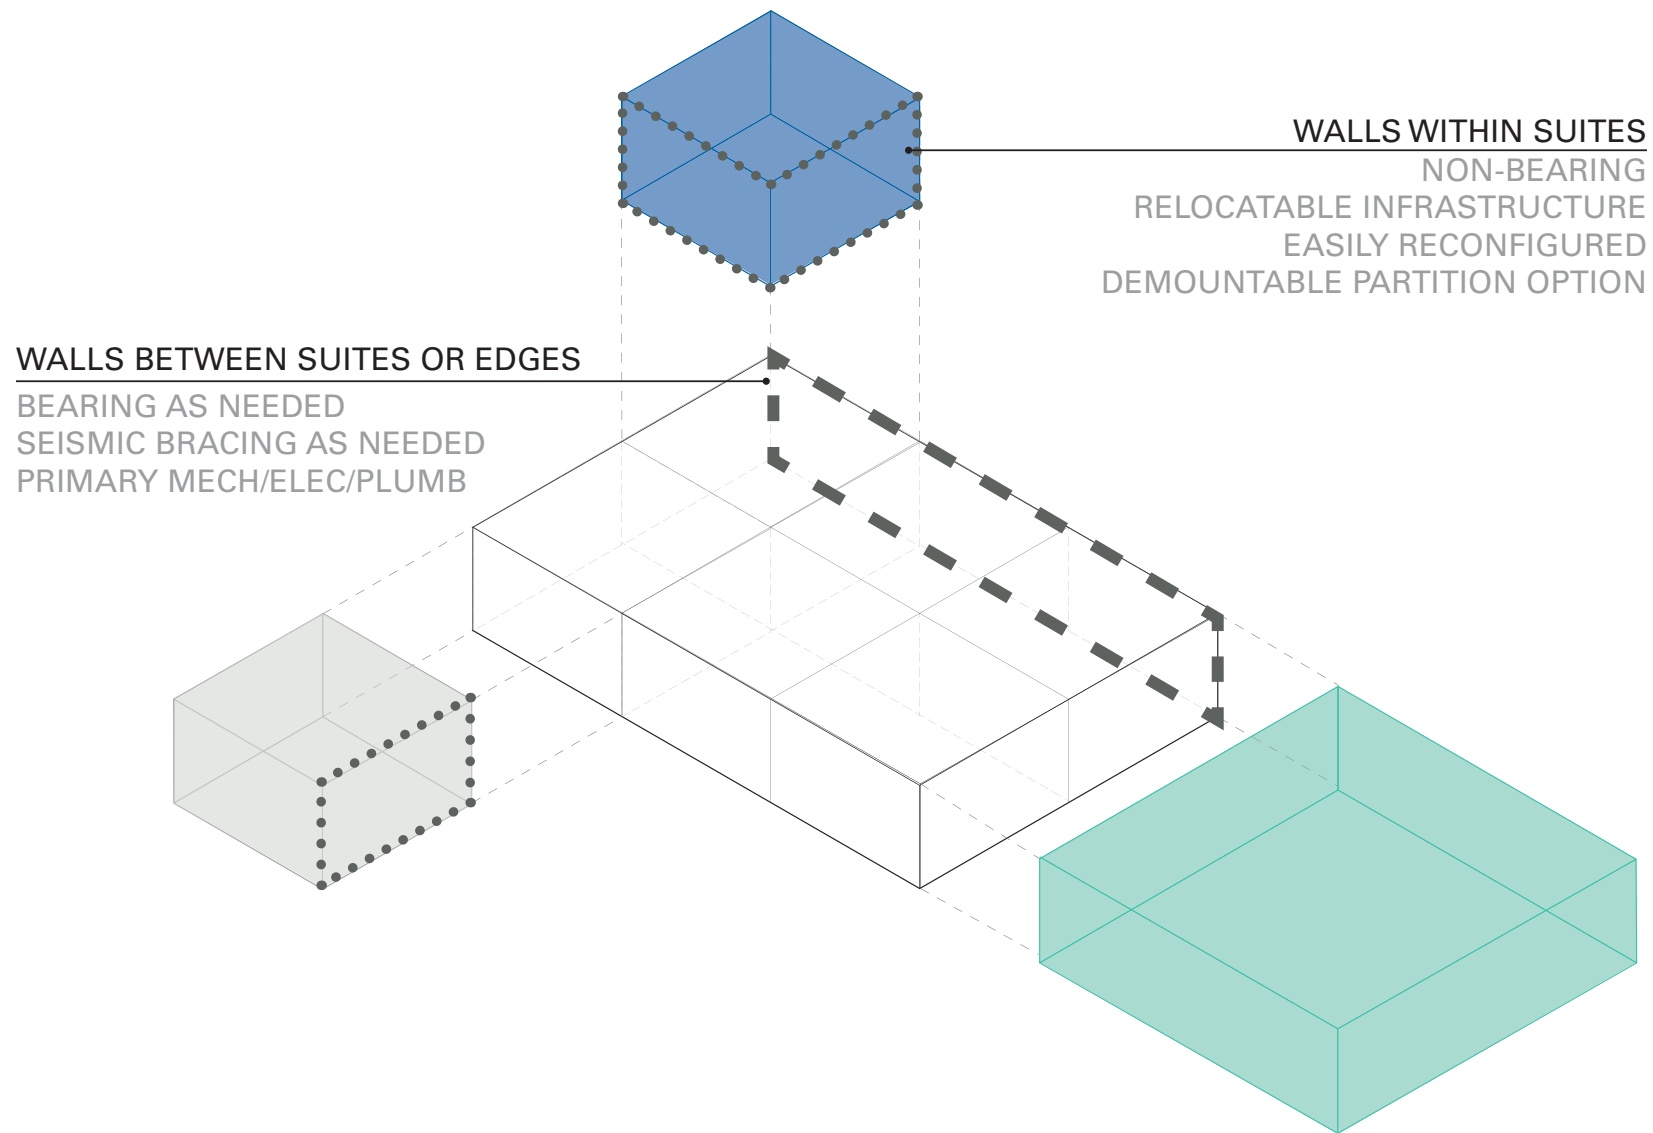 WALLS WITHIN SUITES
NON-BEARING
RELOCATABLE INFRASTRUCTURE
EASILY RECONFIGURED
DEMOUNTABLE PARTITION OPTION
WALLS BETWEEN SUITES OR EDGES
BEARING AS NEEDED
SEISMIC BRACING AS NEEDED
PRIMARY MECH/ELEC/PLUMB